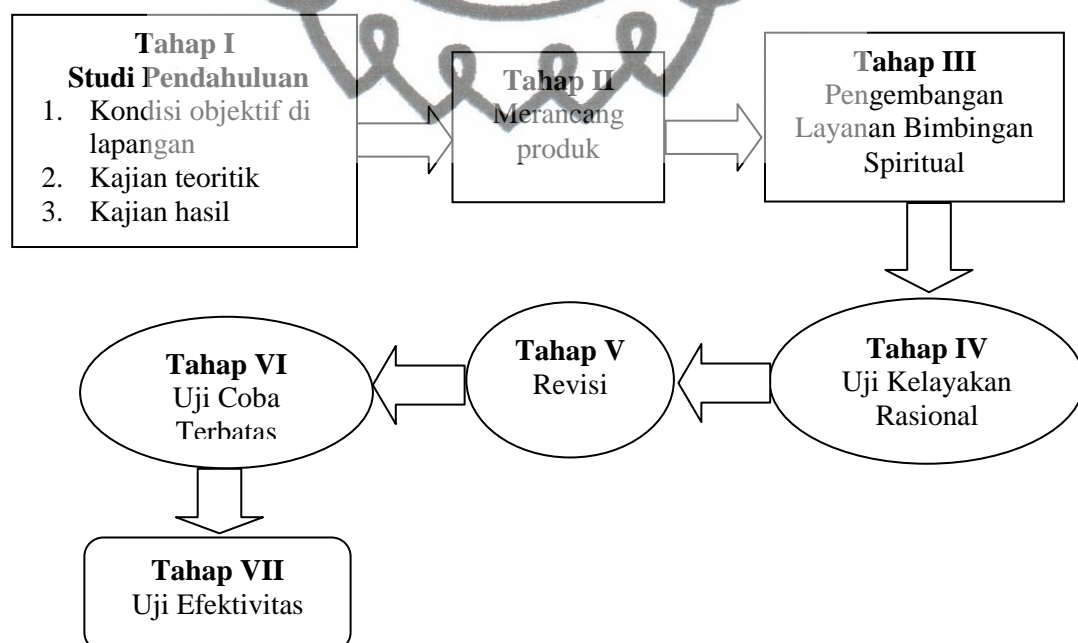 Tahap I
Studi Pendahuluan
1. Kondisi objektif di
lapangan
2. Kajian teoritik
3. Kajian hasil
Tahap II
Merancang
produk
Tahap III
Pengembangan
Layanan Bimbingan
Spiritual
Tahap IV
Uji Kelayakan
Rasional
Tahap V
Revisi
Tahap VI
Uji Coba
Terbatas
Tahap VII
Uji Efektivitas